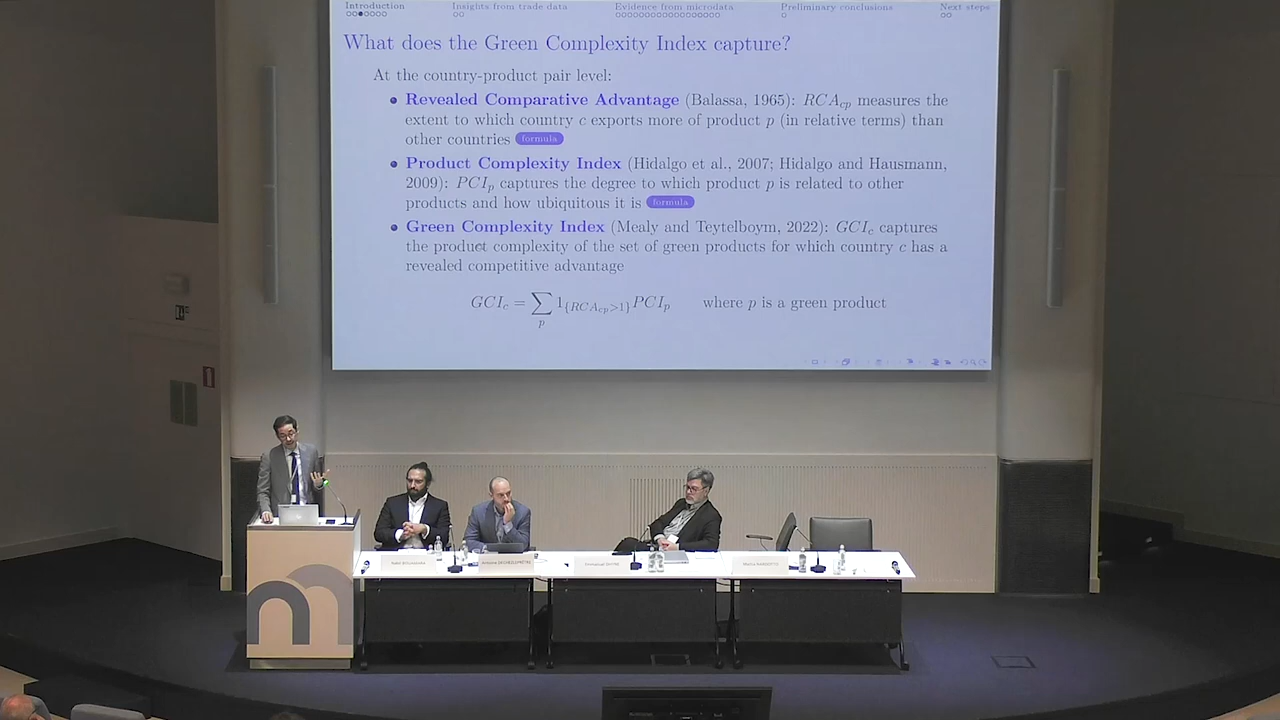 Introduction
Insights from trade data
Evidence from microdata
Preliminary conclusions
Next steps
What does the Green Complexity Index capture?
At the country-product pair level:
Revealed Comparative Advantage (Balassa, 1965): RCA_cp measures the
extent to which country c exports more of product p (in relative terms) than
other countries formula
Product Complexity Index (Hidalgo et al., 2007; Hidalgo and Hausmann,
2009): PCI_p captures the degree to which product p is related to other
products and how ubiquitous it is formula
Green Complexity Index (Mealy and Teytelboym, 2022): GCI_c captures
the product complexity of the set of green products for which country c has a
revealed competitive advantage
GCI_c = ∑_p 1_{RCA_cp>1} PCI_p where p is a green product